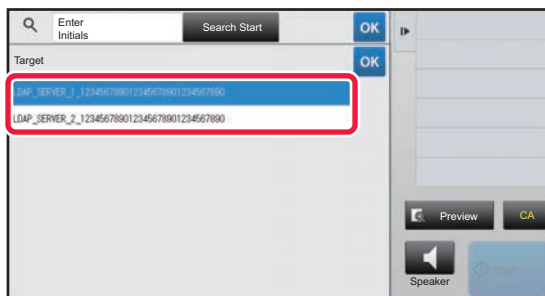 Enter
Initials
Search Start
OK
Target
OK
LDAP_SERVER_1_123456789012345678901234567890
LDAP_SERVER_2_123456789012345678901234567890
Preview
CA
Speaker
Start